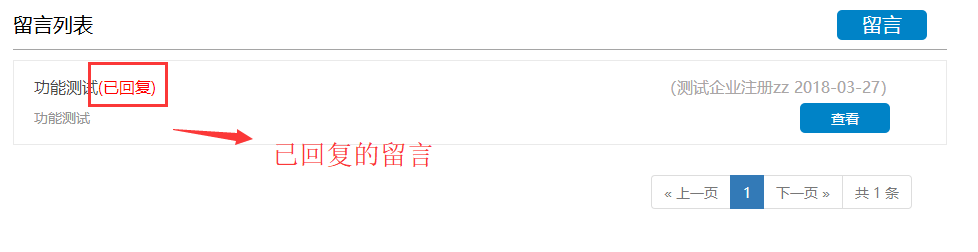 留言列表
留言
功能测试(已回复)
(测试企业注册zz 2018-03-27)
功能测试
查看
已回复的留言
« 上一页
1
下一页 »
共 1 条